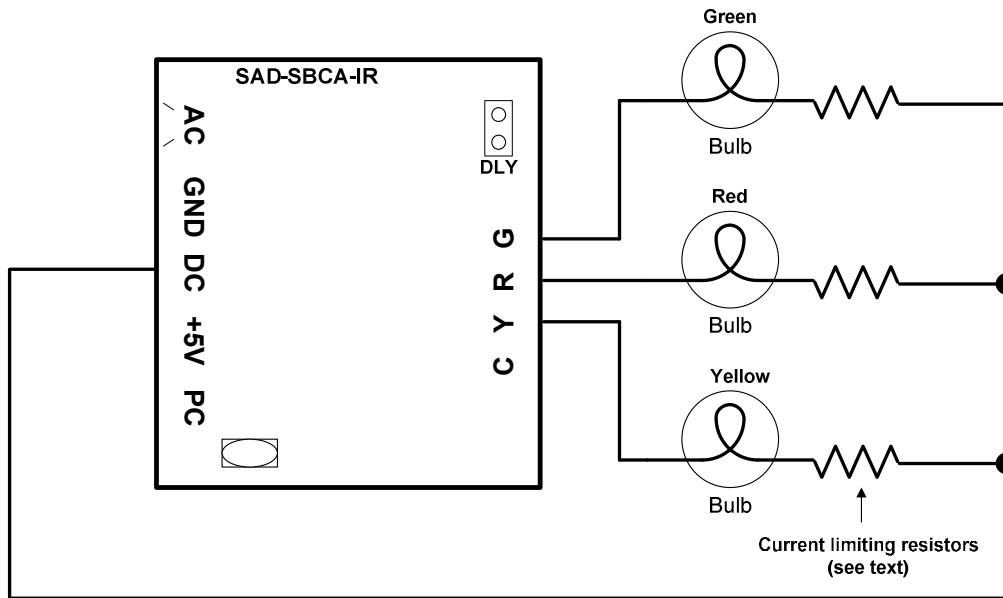 Green
SAD-SBCA-IR
AC
GND
DC
+5V
PC
DLY
G
R
Y
C
Bulb
Red
Bulb
Yellow
Bulb
Current limiting resistors
(see text)